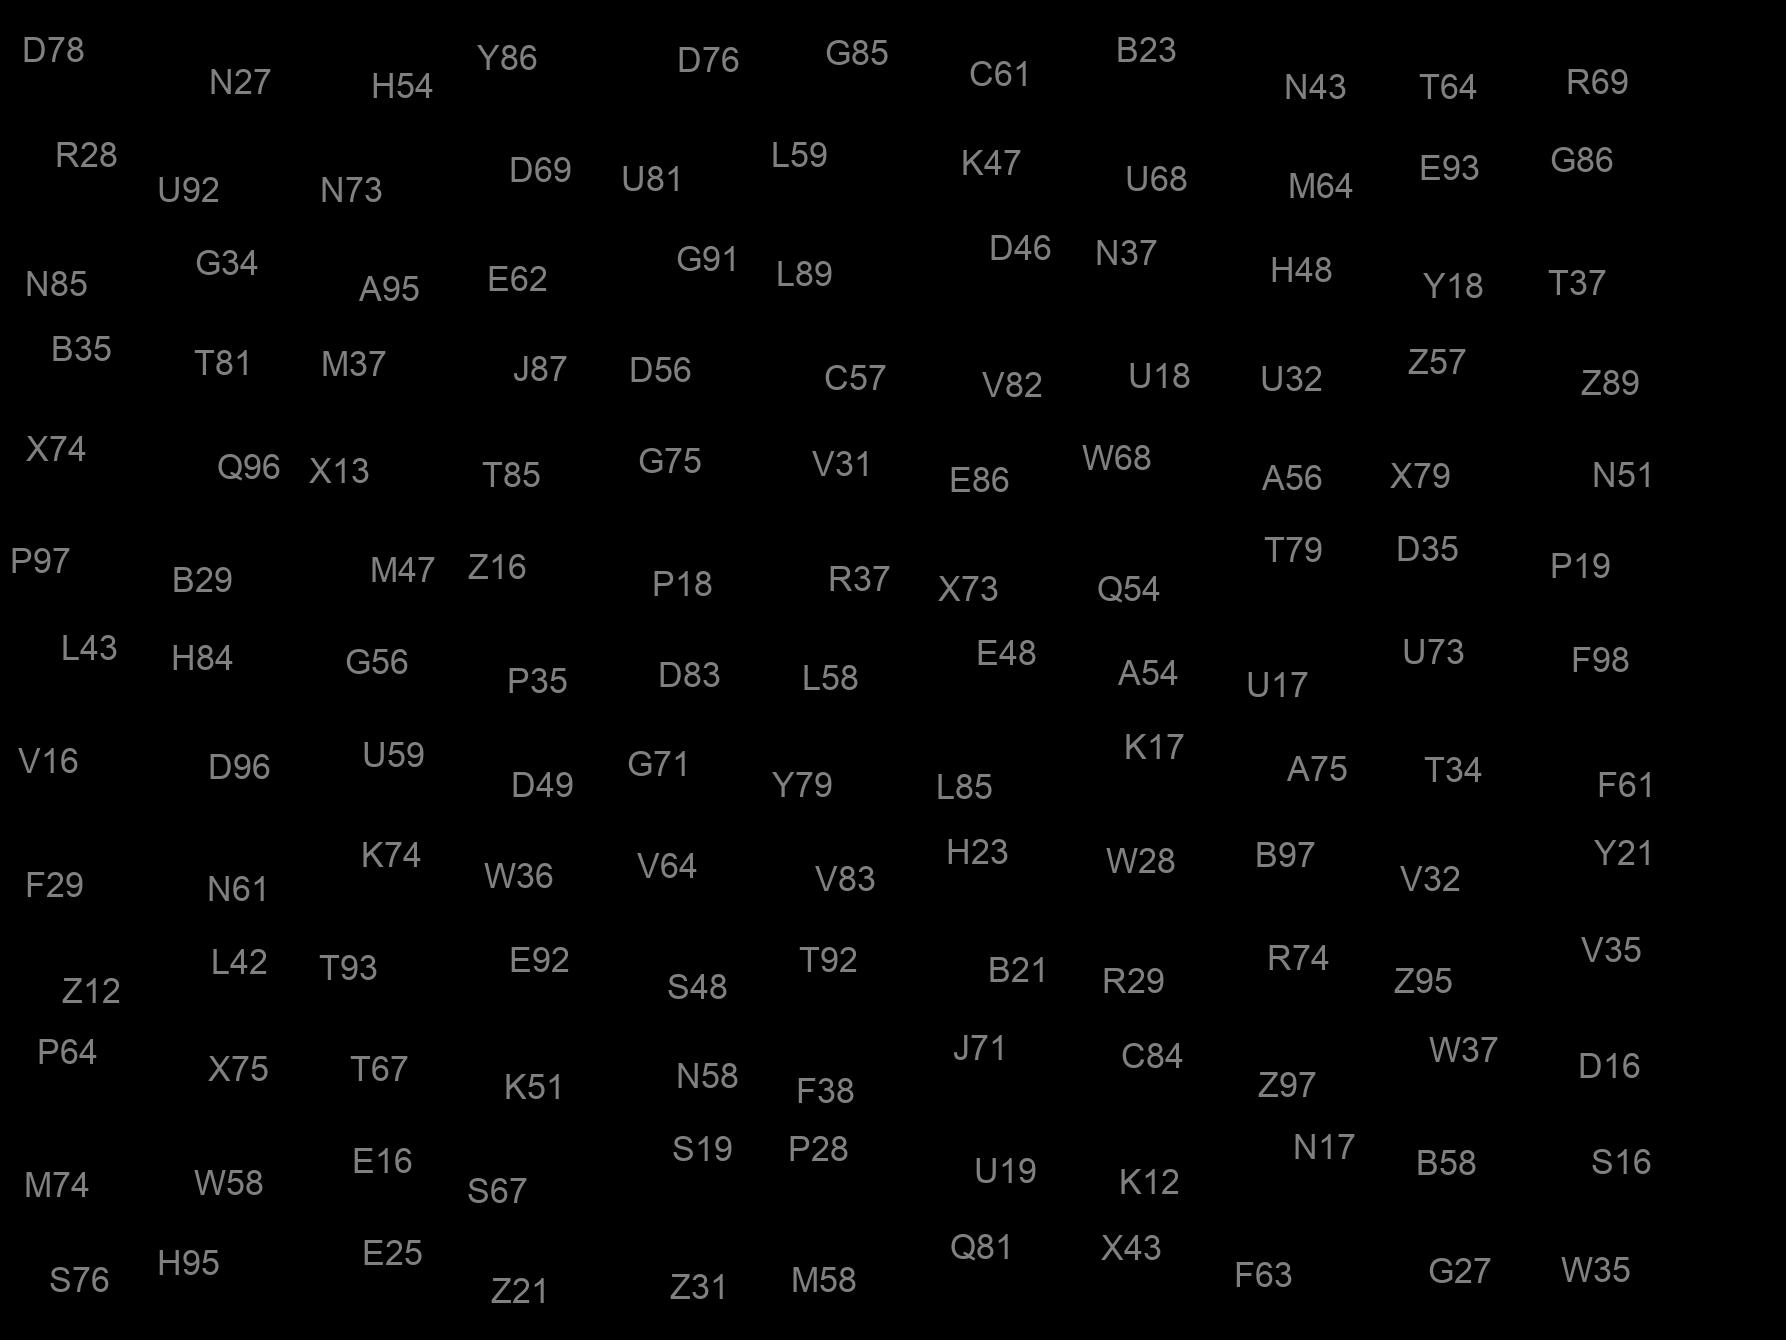 D78 N27 H54 Y86 D76 G85 C61 B23 N43 T64 R69
R28 U92 N73 D69 U81 L59 K47 U68 M64 E93 G86
N85 G34 A95 E62 G91 L89 D46 N37 H48 Y18 T37
B35 T81 M37 J87 D56 C57 V82 U18 U32 Z57 Z89
X74 Q96 X13 T85 G75 V31 E86 W68 A56 X79 N51
P97 B29 M47 Z16 P18 R37 X73 Q54 T79 D35 P19
L43 H84 G56 P35 D83 L58 E48 A54 U17 U73 F98
V16 D96 U59 D49 G71 Y79 L85 K17 A75 T34 F61
F29 N61 K74 W36 V64 V83 H23 W28 B97 V32 Y21
Z12 L42 T93 E92 S48 T92 B21 R29 R74 Z95 V35
P64 X75 T67 K51 N58 F38 J71 C84 Z97 W37 D16
M74 W58 E16 S67 S19 P28 U19 K12 N17 B58 S16
S76 H95 E25 Z21 Z31 M58 Q81 X43 F63 G27 W35